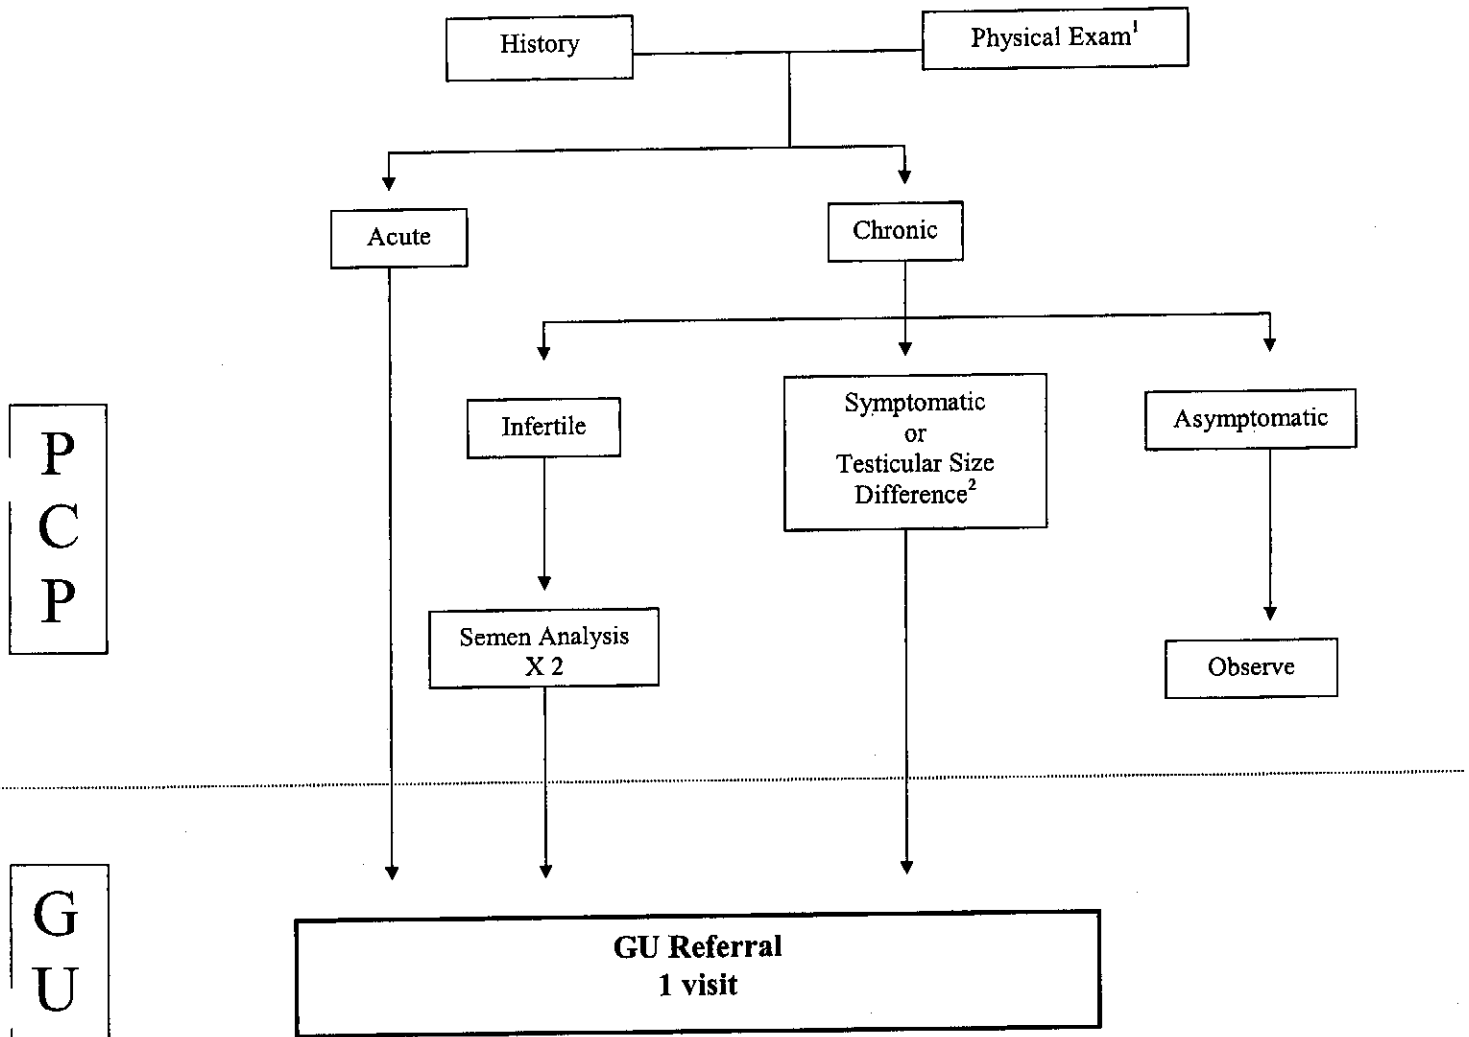 History
Physical Exam¹
Acute
Chronic
Infertile
Symptomatic
or
Testicular Size
Difference²
Asymptomatic
Semen Analysis
X 2
Observe
P
C
P
G
U
GU Referral
1 visit